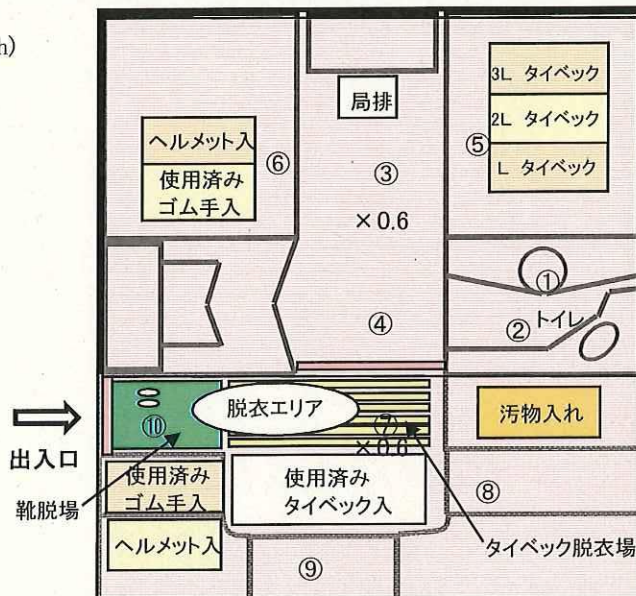 h)
局排
3L タイベック
2L タイベック
L タイベック
⑤
ヘルメット入
使用済み
ゴム手入
⑥
③
×0.6
④
①
②
トイレ
出入口
⑩
脱衣エリア
⑦
×0.6
汚物入れ
靴脱場
使用済み
ゴム手入
使用済み
タイベック入
⑧
ヘルメット入
タイベック脱衣場
⑨